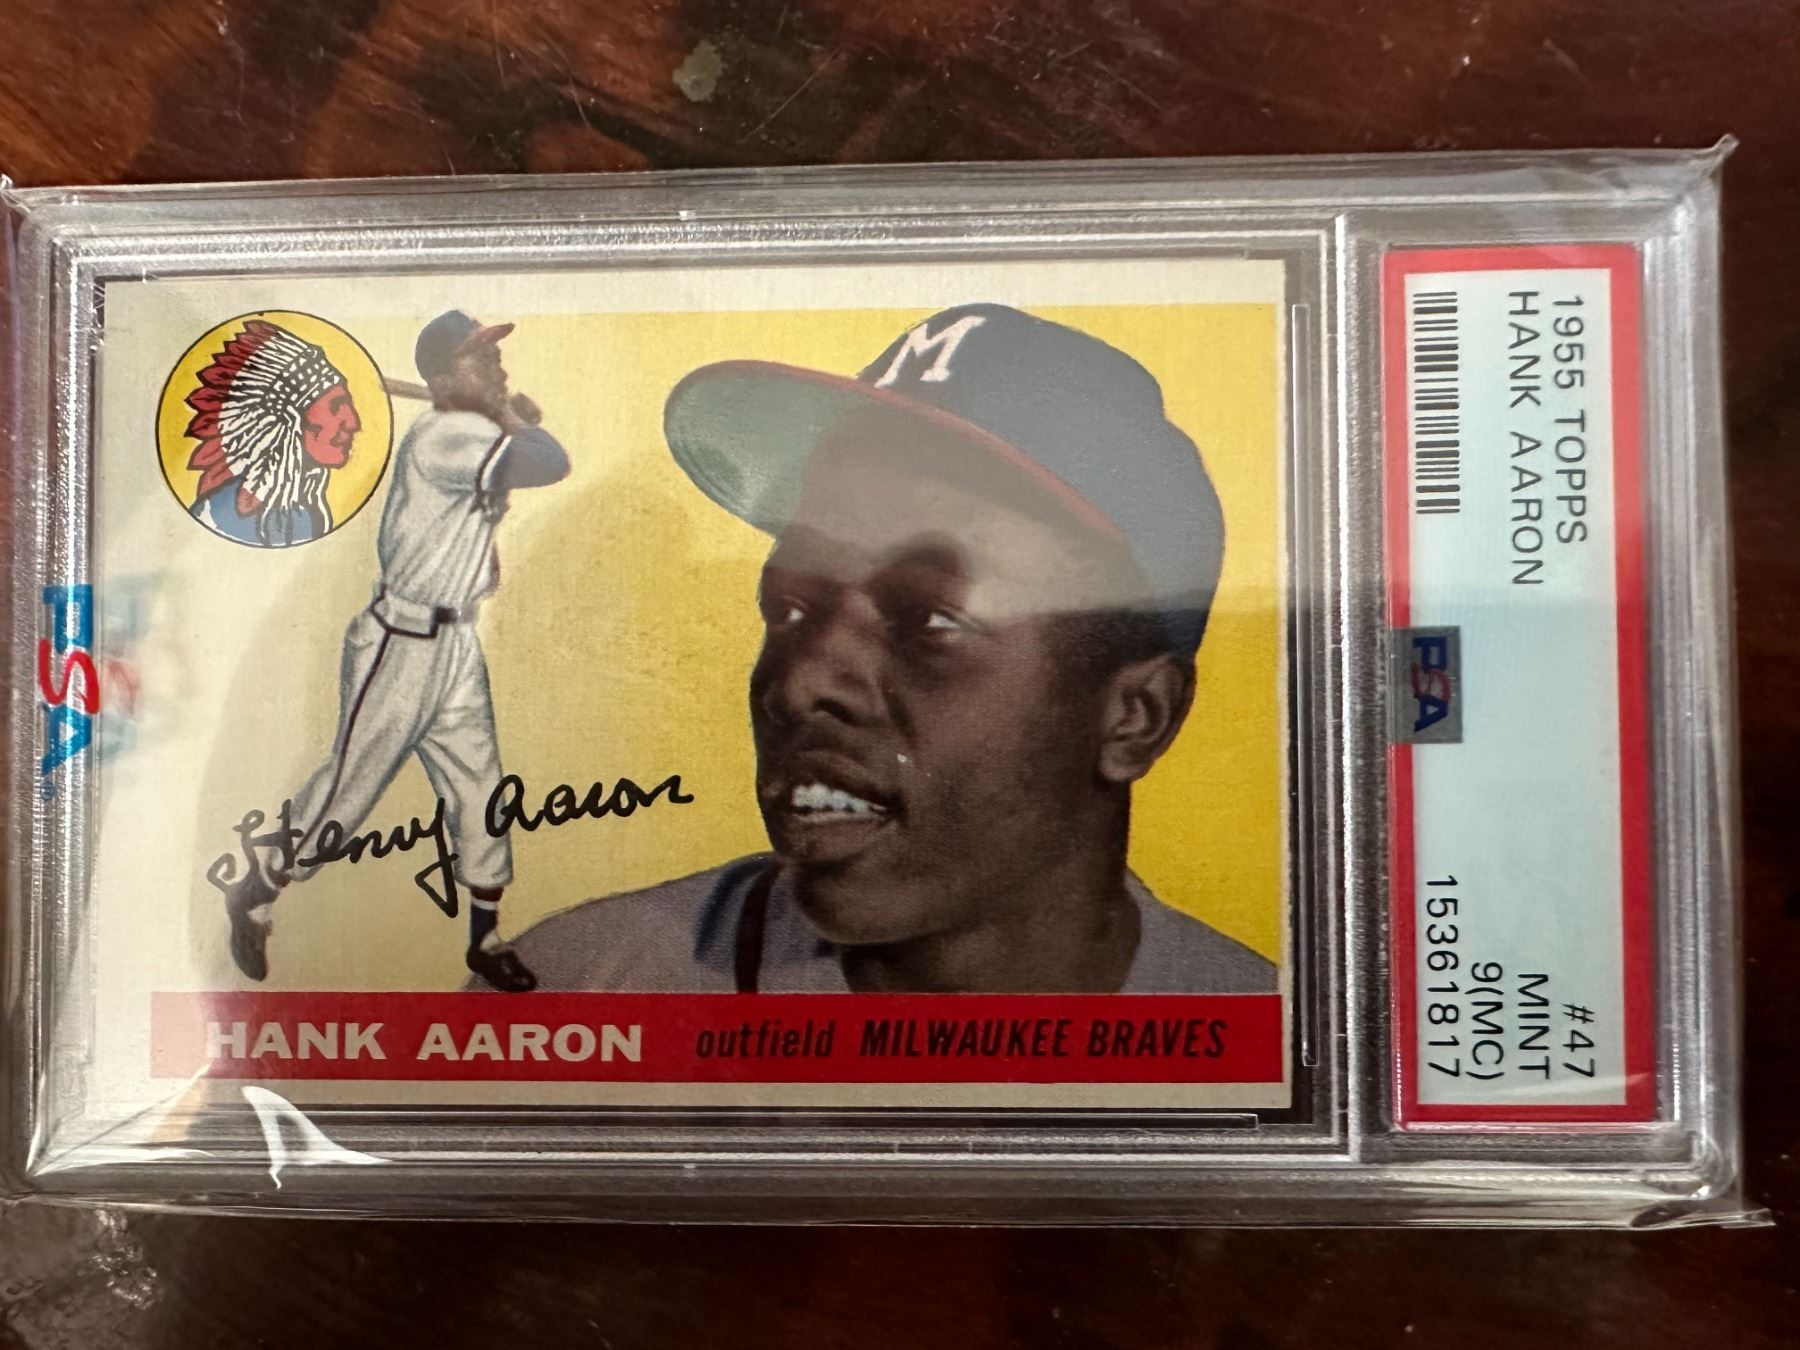 M
Henry Aaron
HANK AARON outfield MILWAUKEE BRAVES
PSA
1955 TOPPS #47
HANK AARON MINT
9(MC)
PSA
15361817